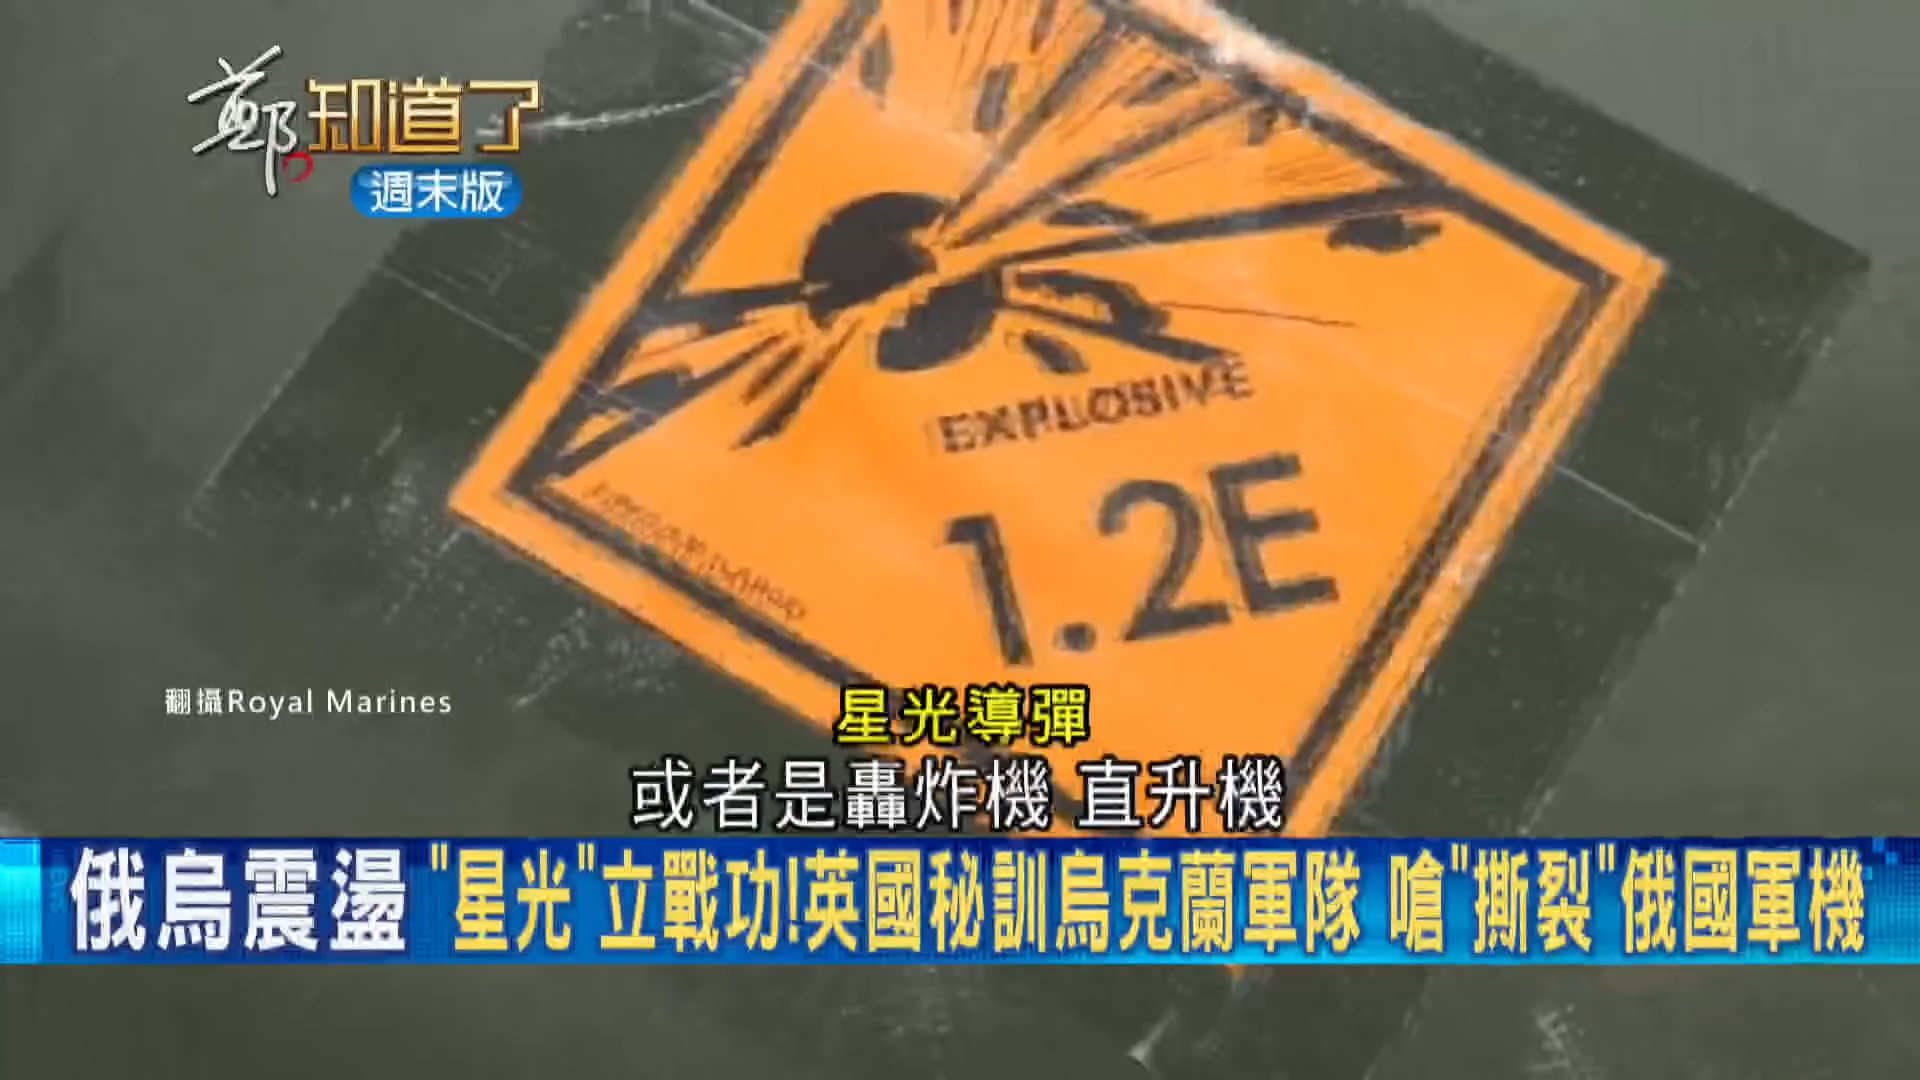 鄭知道了
週末版
EXPLOSIVE
1.2E
翻攝Royal Marines
星光導彈
或者是轟炸機 直升機
俄烏震盪 "星光"立戰功!英國秘訓烏克蘭軍隊 嗆"撕裂"俄國軍機